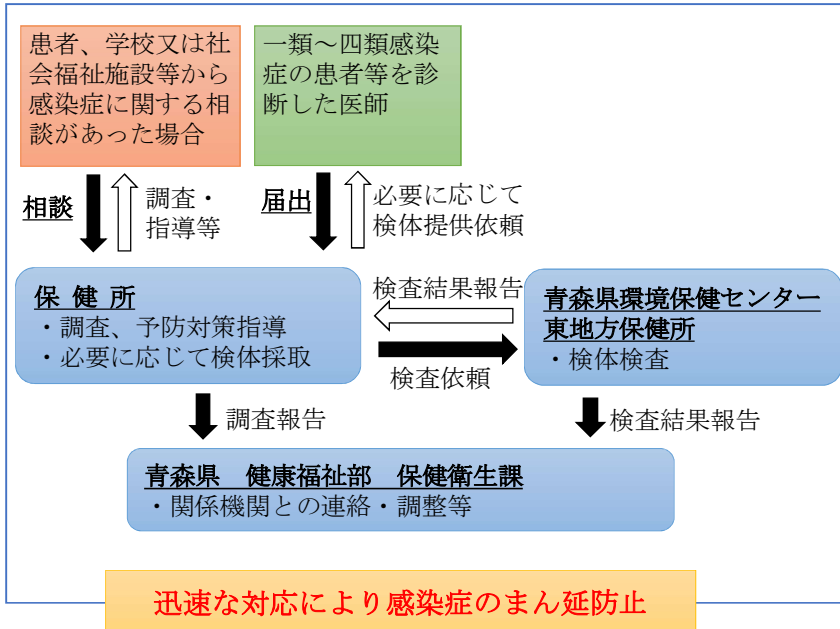 患者、学校又は社
会福祉施設等から
感染症に関する相
談があった場合
一類～四類感染
症の患者等を診
断した医師
相談
調査・
指導等
届出
必要に応じて
検体提供依頼
保 健 所
・調査、予防対策指導
・必要に応じて検体採取
検査結果報告
検査依頼
青森県環境保健センター
東地方保健所
・検体検査
調査報告
検査結果報告
青森県　健康福祉部　保健衛生課
・関係機関との連絡・調整等
迅速な対応により感染症のまん延防止